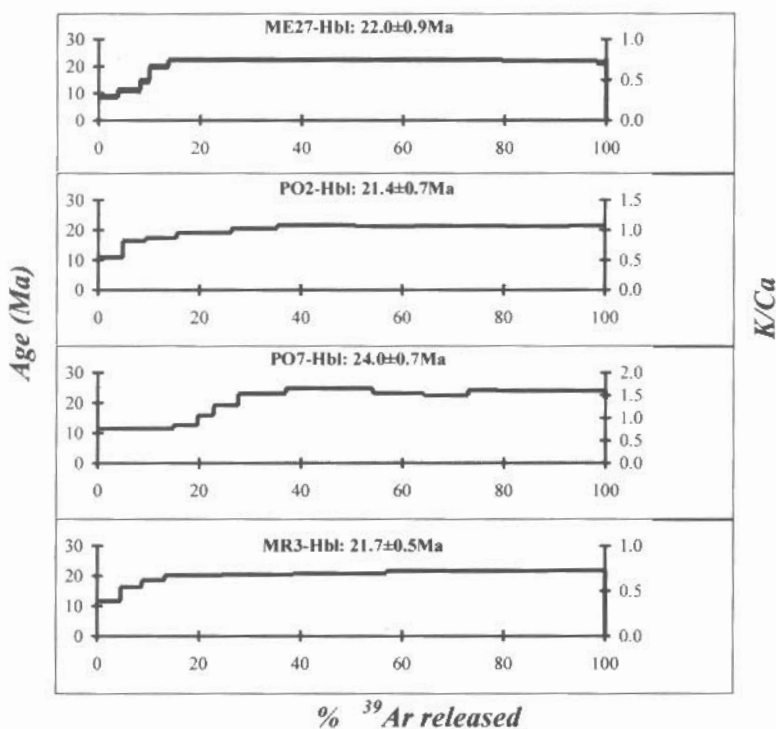 ME27-Hbl: 22.0±0.9Ma
30 1.0
20
0.5
10
0 0.0
0 20 40 60 80 100
PO2-Hbl: 21.4±0.7Ma
30 1.5
20 1.0
10 0.5
0 0.0
0 20 40 60 80 100
PO7-Hbl: 24.0±0.7Ma
30 2.0
1.5
20
1.0
10
0.5
0 0.0
0 20 40 60 80 100
MR3-Hbl: 21.7±0.5Ma
30 1.0
20
0.5
10
0 0.0
0 20 40 60 80 100
Age (Ma)
K/Ca
% ³⁹Ar released